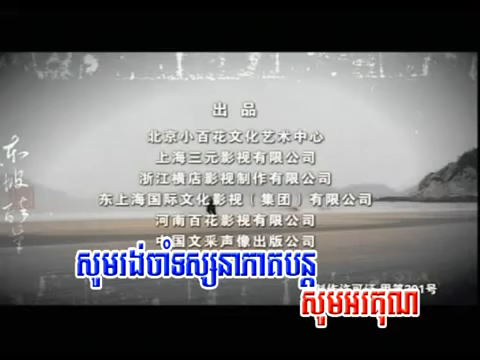 出品
北京小百花文化艺术中心
上海三元影视有限公司
浙江横店影视制作有限公司
东上海国际文化影视（集团）有限公司
河南百花影视有限公司
中国文采声像出版公司
សូមរង់ចាំទស្សនាភាគបន្ត
សូមអរគុណ